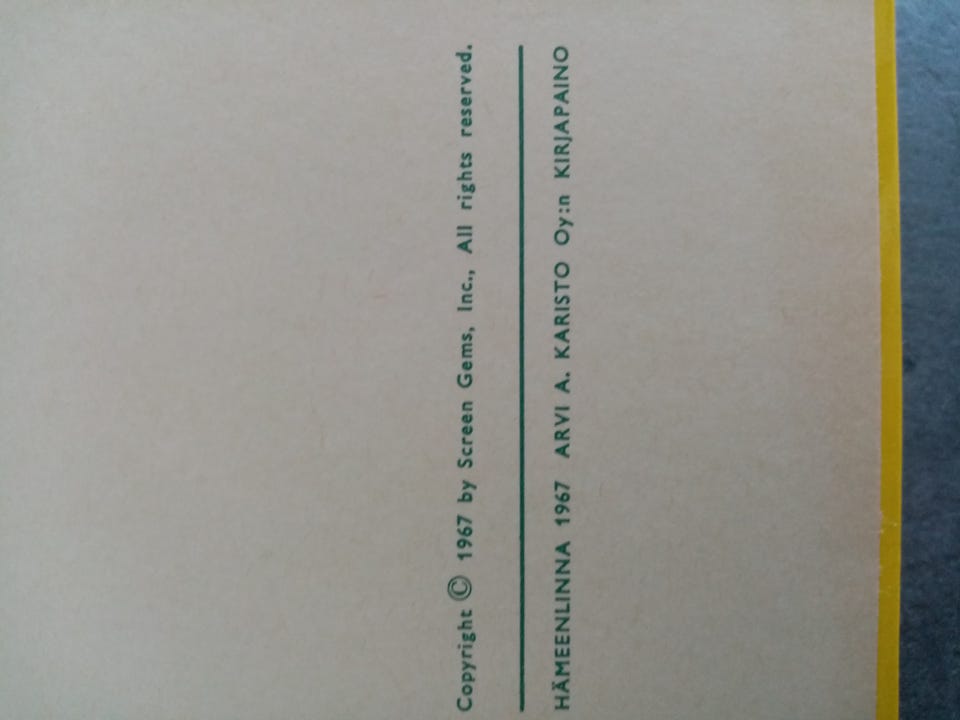 Copyright © 1967 by Screen Gems, Inc., All rights reserved.
HÄMEENLINNA 1967 ARVI A. KARISTO Oy:n KIRJAPAINO